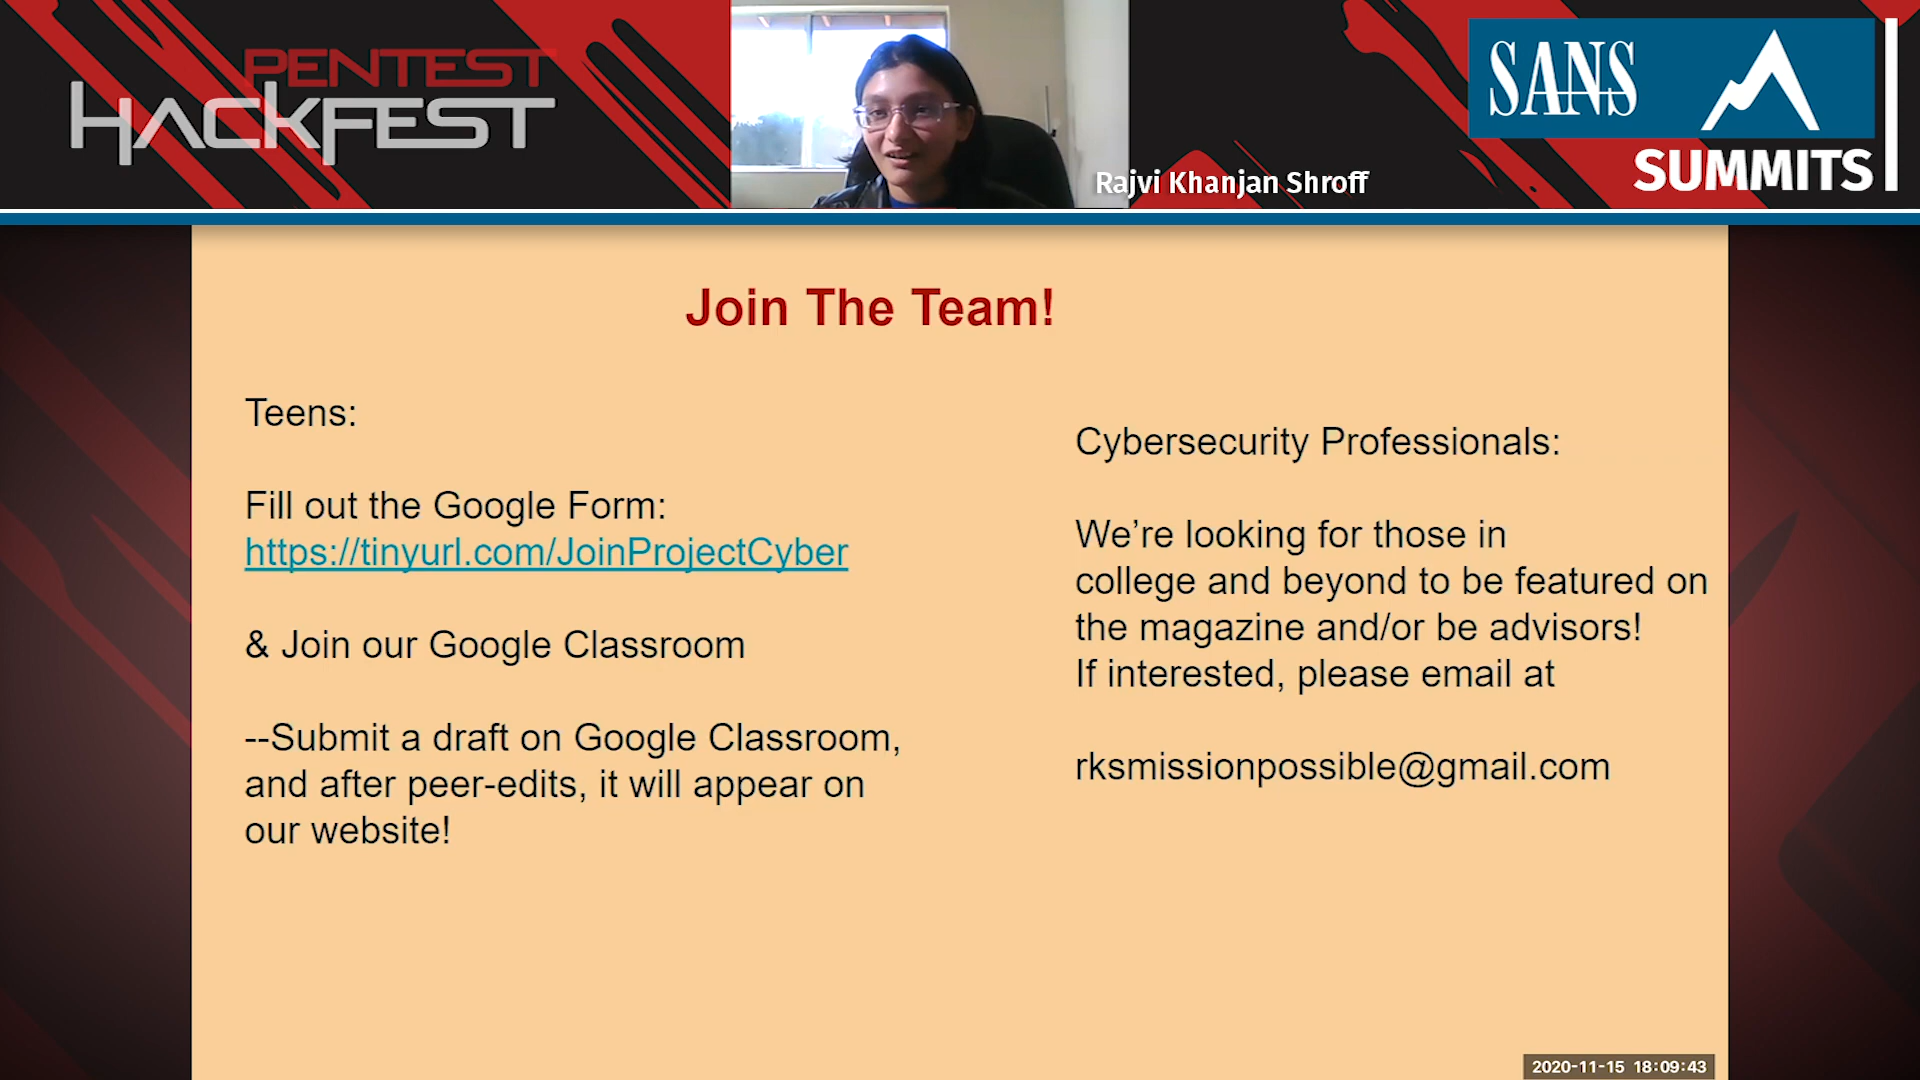 PENTEST
HACKFEST
Rajvi Khanjan Shroff
SANS
SUMMITS
Join The Team!
Teens:
Fill out the Google Form:
https://tinyurl.com/JoinProjectCyber
& Join our Google Classroom
--Submit a draft on Google Classroom,
and after peer-edits, it will appear on
our website!
Cybersecurity Professionals:
We’re looking for those in
college and beyond to be featured on
the magazine and/or be advisors!
If interested, please email at
rksmissionpossible@gmail.com
2020-11-15 18:09:43